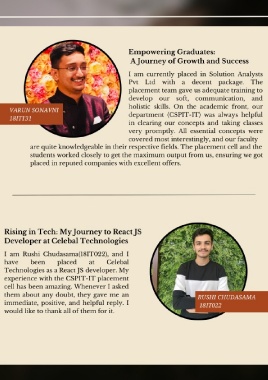 Empowering Graduates:
A Journey of Growth and Success
I am currently placed in Solution Analysts
Pvt Ltd with a decent package. The
placement team gave us adequate training to
develop our soft, communication, and
holistic skills. On the academic front, our
department (CSPIT-IT) was always helpful
in clearing our concepts and taking classes
very promptly. All essential concepts were
covered most interestingly, and our faculty
are quite knowledgeable in their respective fields. The placement cell and the
students worked closely to get the maximum output from us, ensuring we got
placed in reputed companies with excellent offers.
VARUN SONAVNI
18IT131
Rising in Tech: My Journey to React JS
Developer at Celebal Technologies
I am Rushi Chudasama(18IT022), and I
have been placed at Celebal
Technologies as a React JS developer. My
experience with the CSPIT-IT placement
cell has been amazing. Whenever I asked
them about any doubt, they gave me an
immediate, positive, and helpful reply. I
would like to thank all of them for it.
RUSHI CHUDASAMA
18IT022